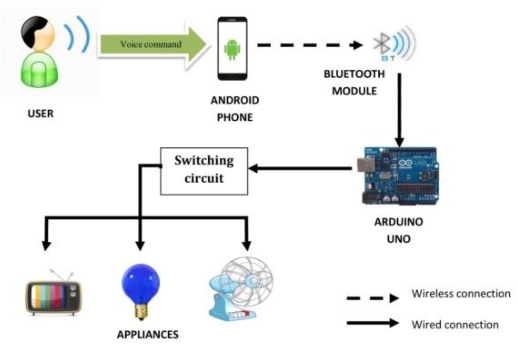 Voice command
BT
BLUETOOTH
MODULE
USER
ANDROID
PHONE
Switching
circuit
ARDUINO
UNO
Wireless connection
Wired connection
APPLIANCES